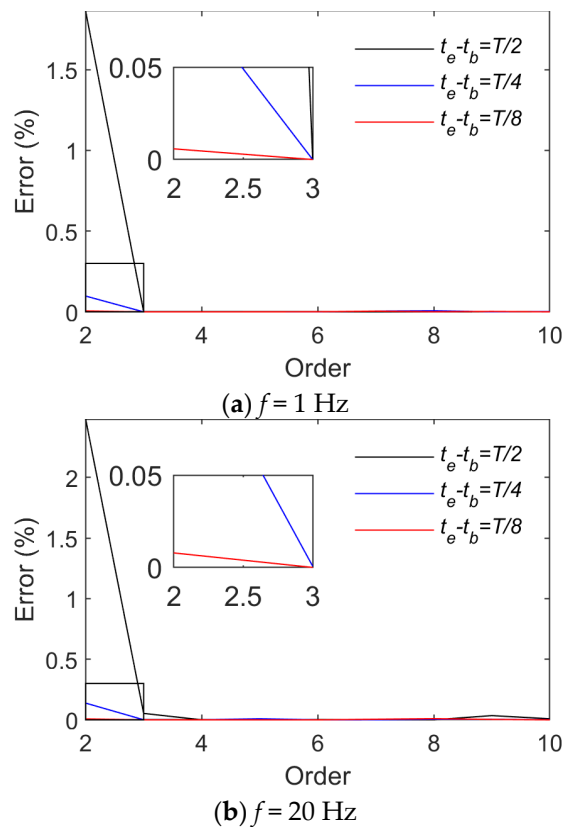 1.5
1
0.5
0
Error (%)
2
4
6
8
10
Order
t_e-t_b=T/2
t_e-t_b=T/4
t_e-t_b=T/8
0.05
0
2
2.5
3
(a) f = 1 Hz
2
1.5
1
0.5
0
Error (%)
2
4
6
8
10
Order
t_e-t_b=T/2
t_e-t_b=T/4
t_e-t_b=T/8
0.05
0
2
2.5
3
(b) f = 20 Hz